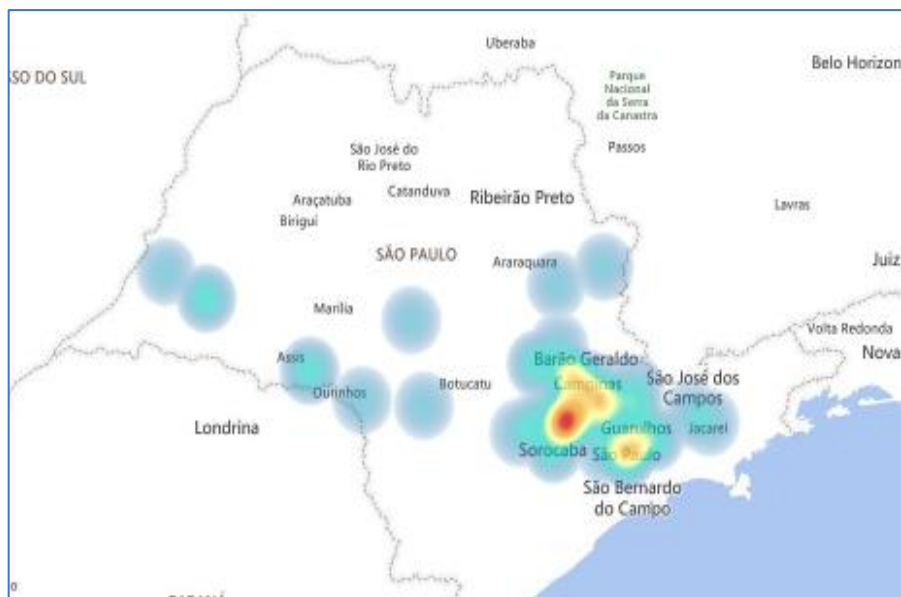 Uberaba
Belo Horizon
SSO DO SUL
Parque
Nacional
da Serra
da Canastra
Passos
São José do
Rio Preto
Catanduva
Araçatuba
Ribeirão Preto
Birigui
Lavras
SÃO PAULO
Araraquara
Juiz
Marília
Volta Redonda
Nova
Assis
Barão Geraldo
Campinas
São José dos
Campos
Ourinhos
Botucatu
Londrina
Guarulhos
Jacareí
Sorocaba
São Paulo
São Bernardo
do Campo
o